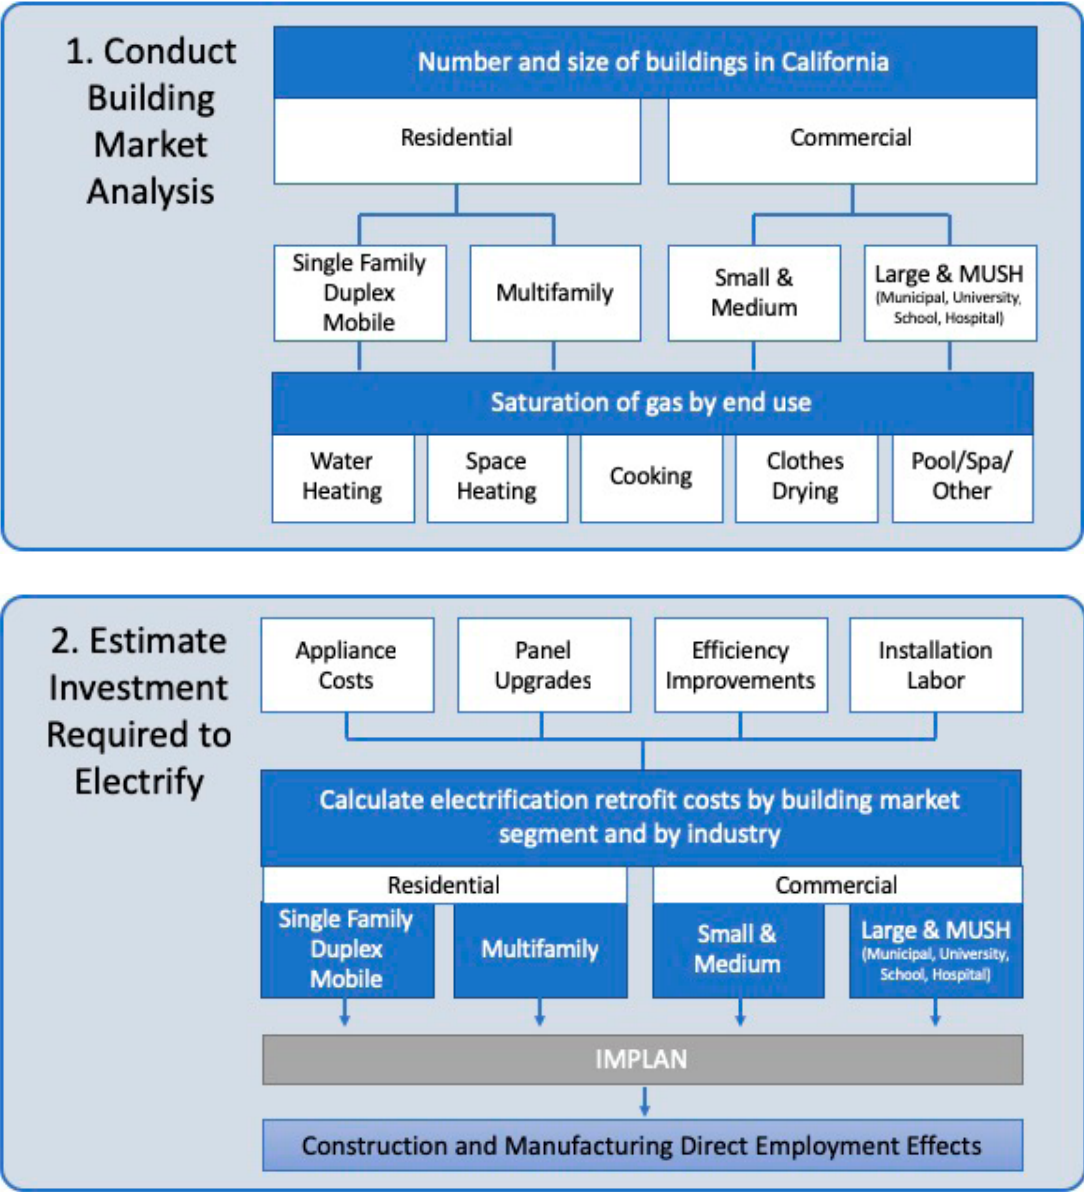 1. Conduct
Building
Market
Analysis
Number and size of buildings in California
Residential
Commercial
Single Family
Duplex
Mobile
Multifamily
Small &
Medium
Large & MUSH
(Municipal, University,
School, Hospital)
Saturation of gas by end use
Water
Heating
Space
Heating
Cooking
Clothes
Drying
Pool/Spa/
Other
2. Estimate
Investment
Required to
Electrify
Appliance
Costs
Panel
Upgrades
Efficiency
Improvements
Installation
Labor
Calculate electrification retrofit costs by building market
segment and by industry
Residential
Commercial
Single Family
Duplex
Mobile
Multifamily
Small &
Medium
Large & MUSH
(Municipal, University,
School, Hospital)
IMPLAN
Construction and Manufacturing Direct Employment Effects